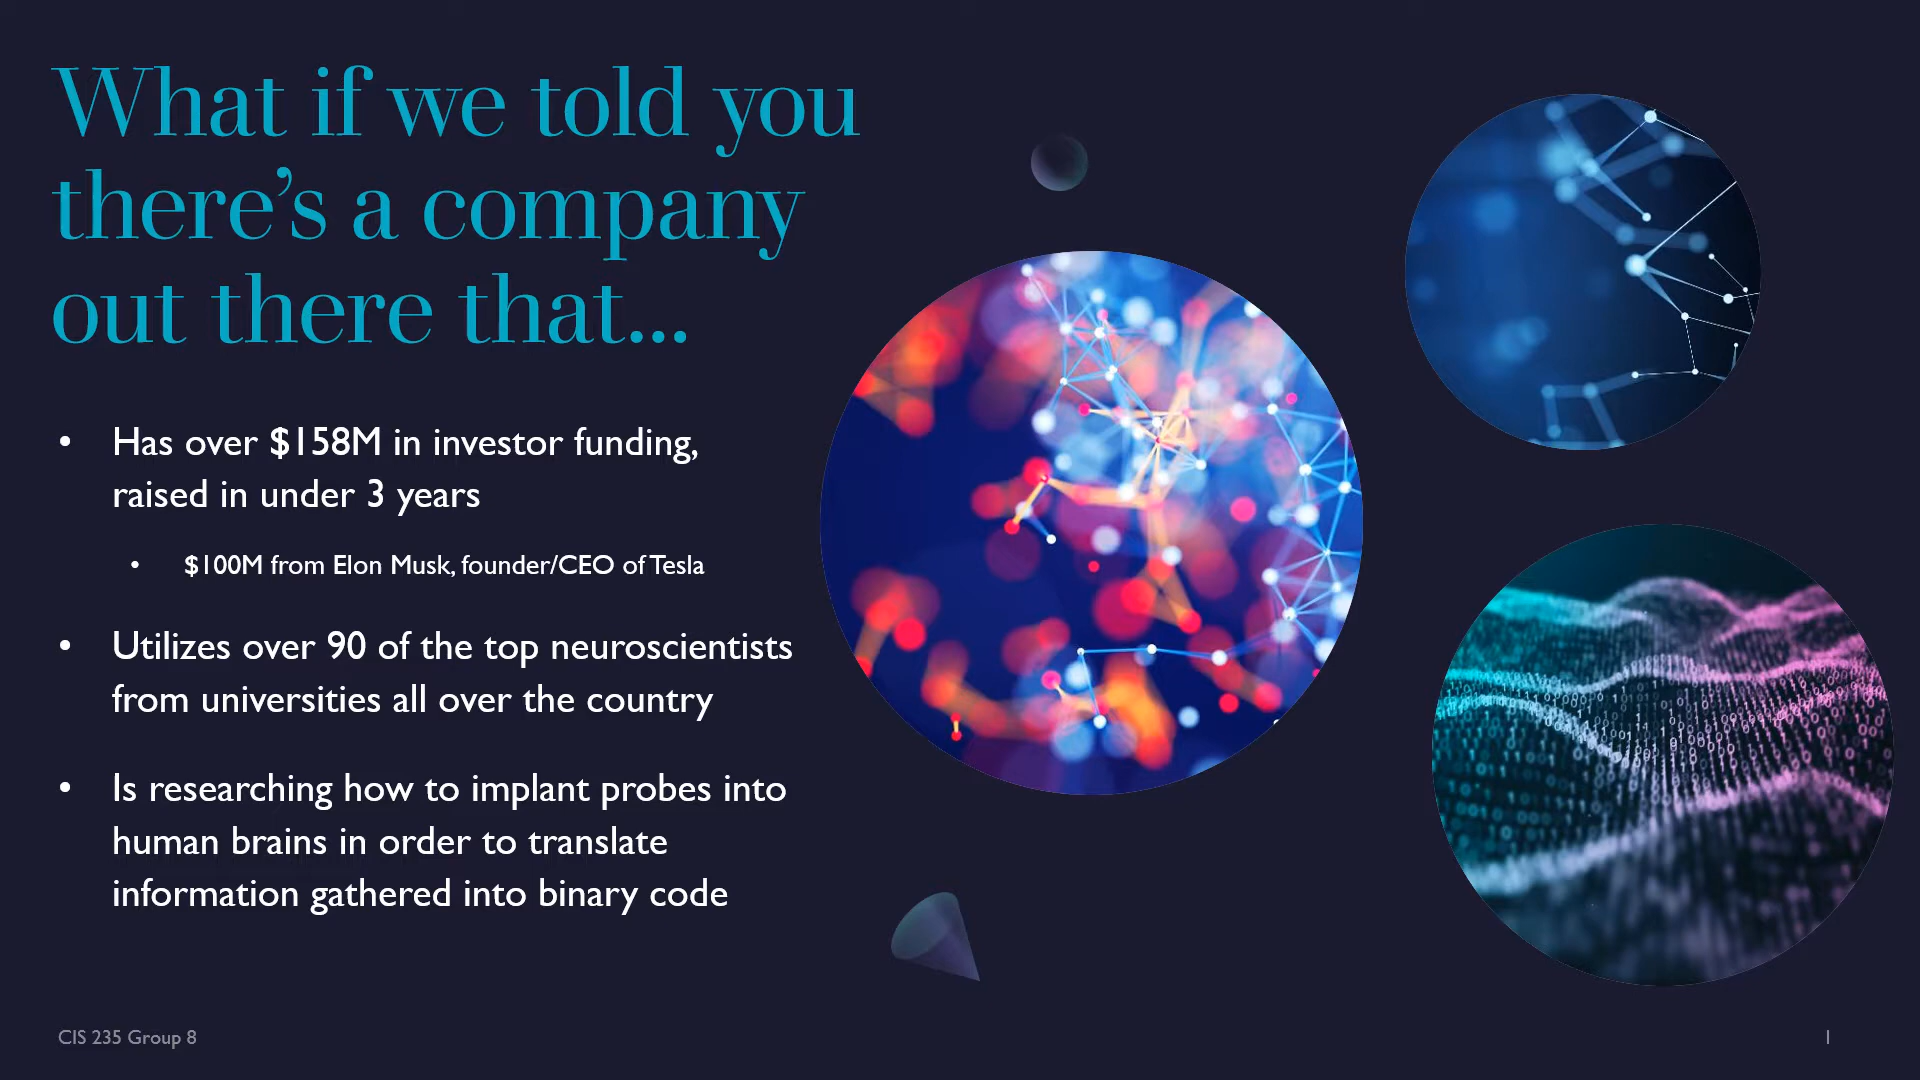 What if we told you
there’s a company
out there that...
• Has over $158M in investor funding,
raised in under 3 years
• $100M from Elon Musk, founder/CEO of Tesla
• Utilizes over 90 of the top neuroscientists
from universities all over the country
• Is researching how to implant probes into
human brains in order to translate
information gathered into binary code
CIS 235 Group 8
1